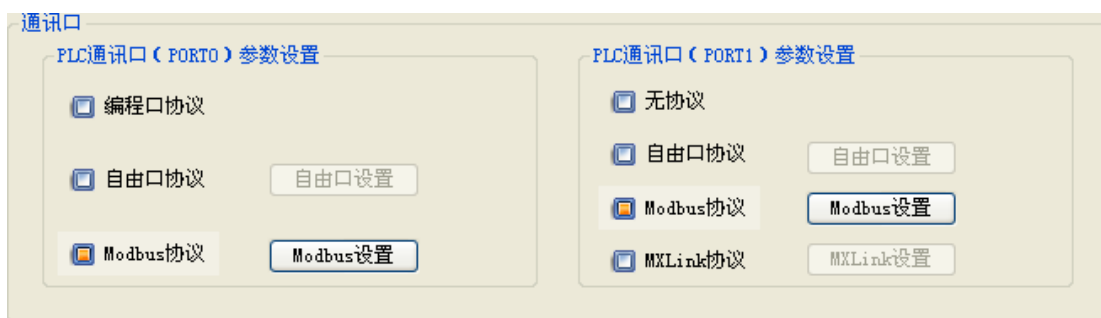 通讯口
PLC通讯口（PORT0）参数设置
编程口协议
自由口协议 自由口设置
Modbus协议 Modbus设置
PLC通讯口（PORT1）参数设置
无协议
自由口协议 自由口设置
Modbus协议 Modbus设置
MXLink协议 MXLink设置